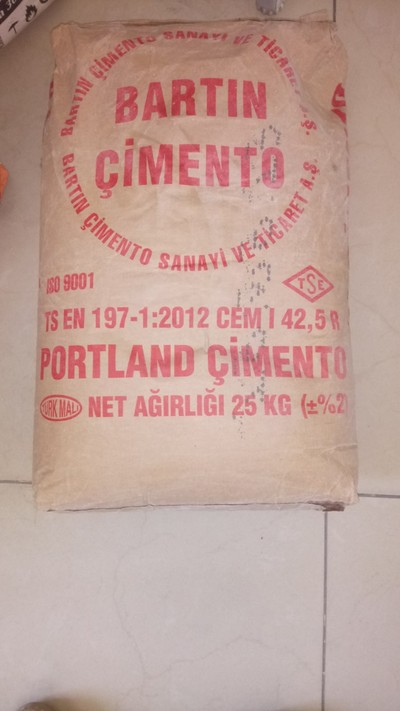 BARTIN ÇİMENTO SANAYİ VE TİCARET A.Ş.
BARTIN
ÇİMENTO
BARTIN ÇİMENTO SANAYİ VE TİCARET A.Ş.
ISO 9001
TSE
TS EN 197-1:2012 CEM I 42,5 R
PORTLAND ÇİMENTO
TÜRK MALI
NET AĞIRLIĞI 25 KG (±%2)